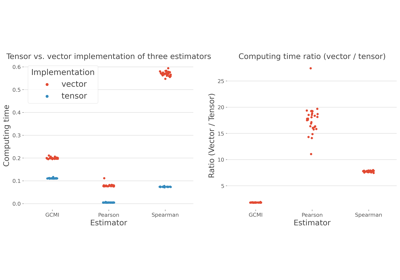 Tensor vs. vector implementation of three estimators
Computing time
0.6
0.5
0.4
0.3
0.2
0.1
0.0
Implementation
vector
tensor
GCMI
Pearson
Spearman
Estimator
Computing time ratio (vector / tensor)
Ratio (Vector / Tensor)
25
20
15
10
5
GCMI
Pearson
Spearman
Estimator